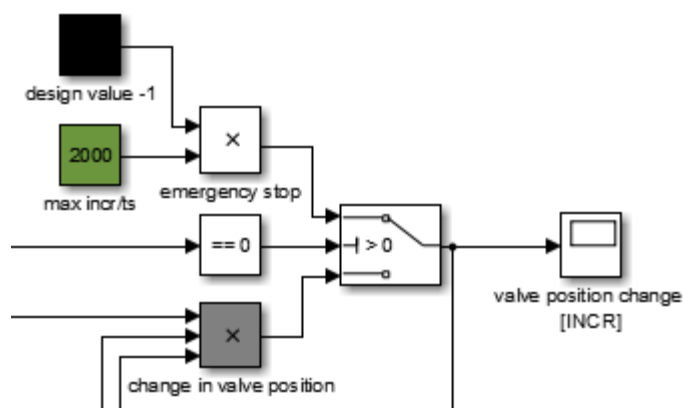 design value -1
2000
×
max incr/ts
emergency stop
== 0
> 0
valve position change
[INCR]
×
change in valve position